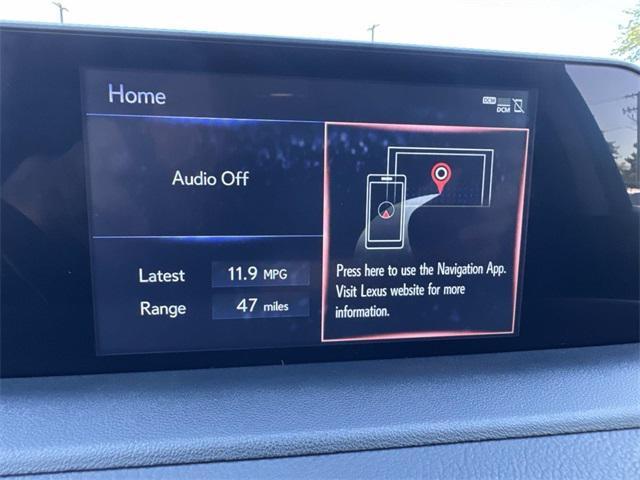 Home
DCM
DCM
Audio Off
Latest 11.9 MPG
Range 47 miles
Press here to use the Navigation App.
Visit Lexus website for more
information.